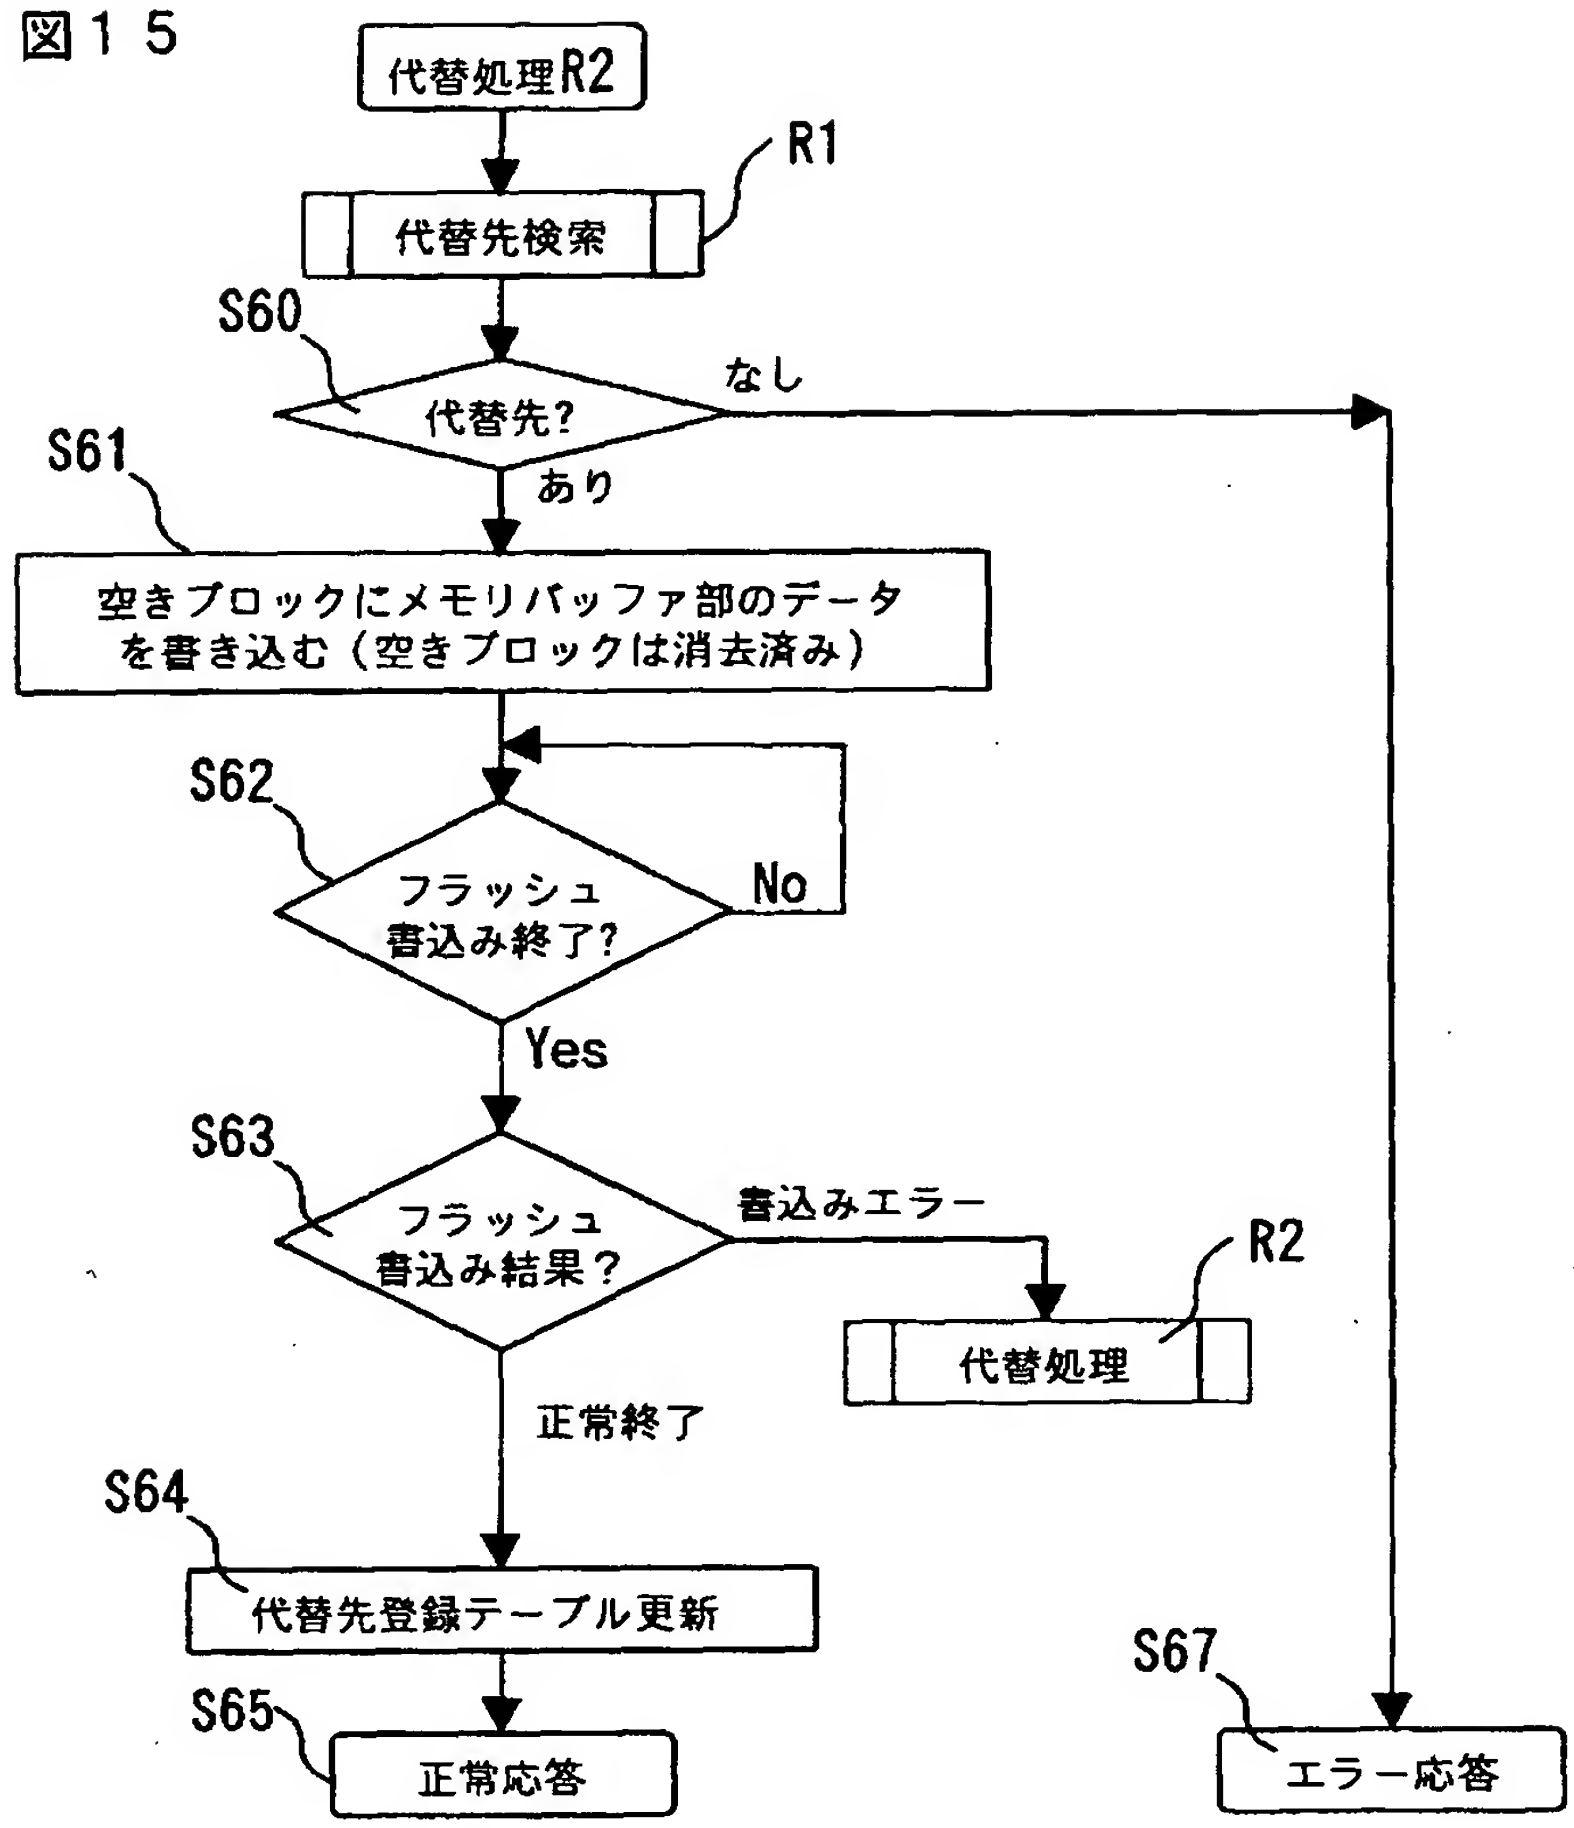 図15
代替処理R2
R1
代替先検索
S60
なし
代替先?
S61
あり
空きブロックにメモリバッファ部のデータ
を書き込む(空きブロックは消去済み)
S62
フラッシュ
書込み終了?
No
Yes
S63
書込みエラー
フラッシュ
書込み結果?
R2
代替処理
正常終了
S64
代替先登録テーブル更新
S67
S65
正常応答
エラー応答